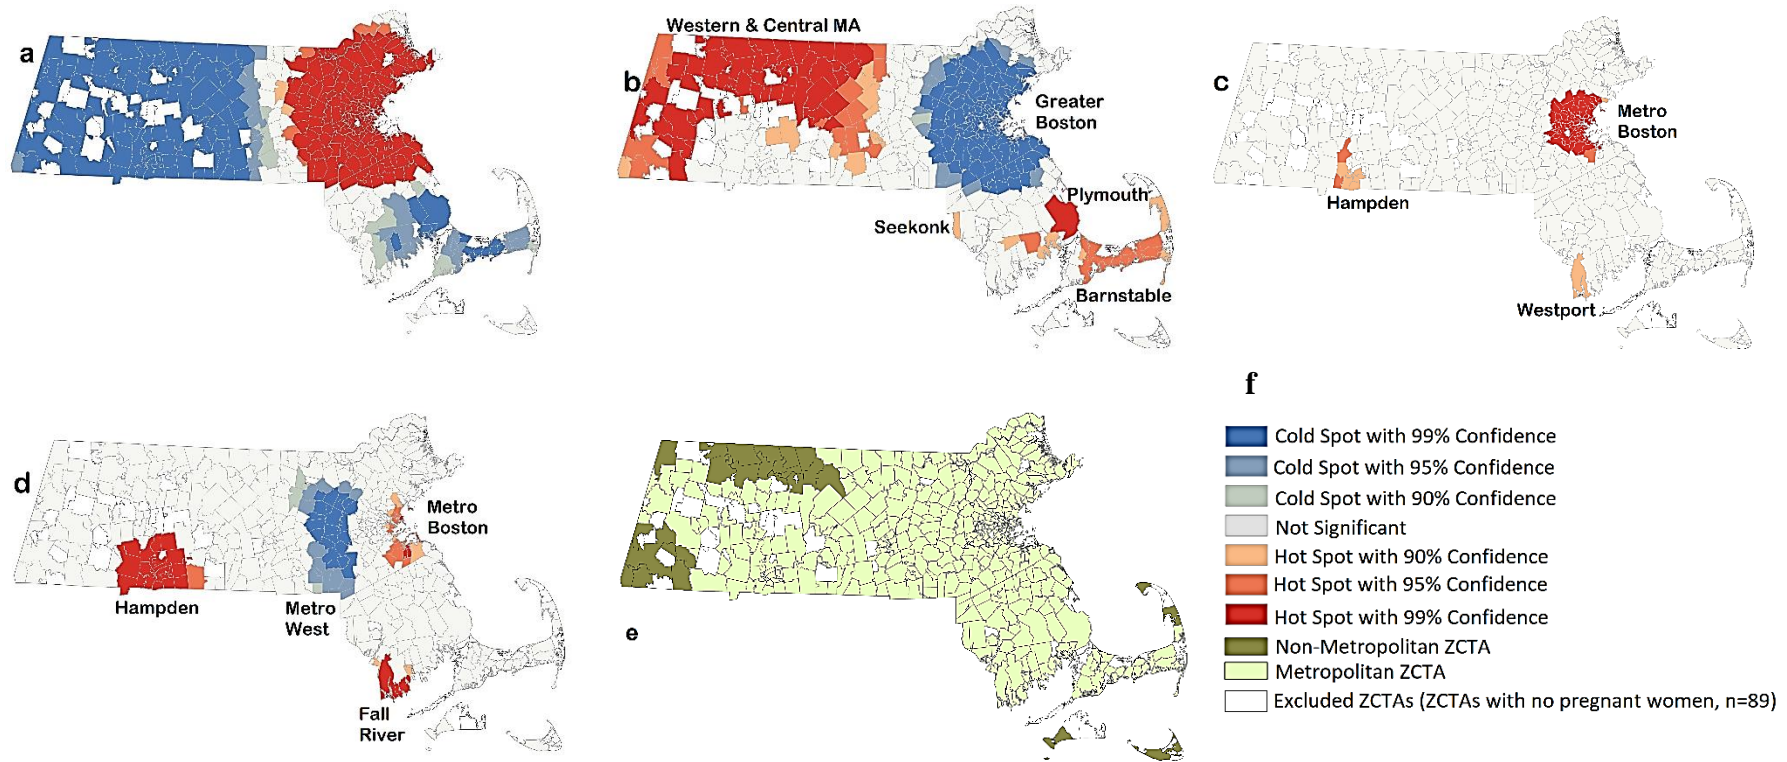 a
b
Western & Central MA
Greater
Boston
Seekonk
Plymouth
Barnstable
c
Metro
Boston
Hampden
Westport
d
Metro
Boston
Hampden
Metro
West
Fall
River
e
f
Cold Spot with 99% Confidence
Cold Spot with 95% Confidence
Cold Spot with 90% Confidence
Not Significant
Hot Spot with 90% Confidence
Hot Spot with 95% Confidence
Hot Spot with 99% Confidence
Non-Metropolitan ZCTA
Metropolitan ZCTA
Excluded ZCTAs (ZCTAs with no pregnant women, n=89)